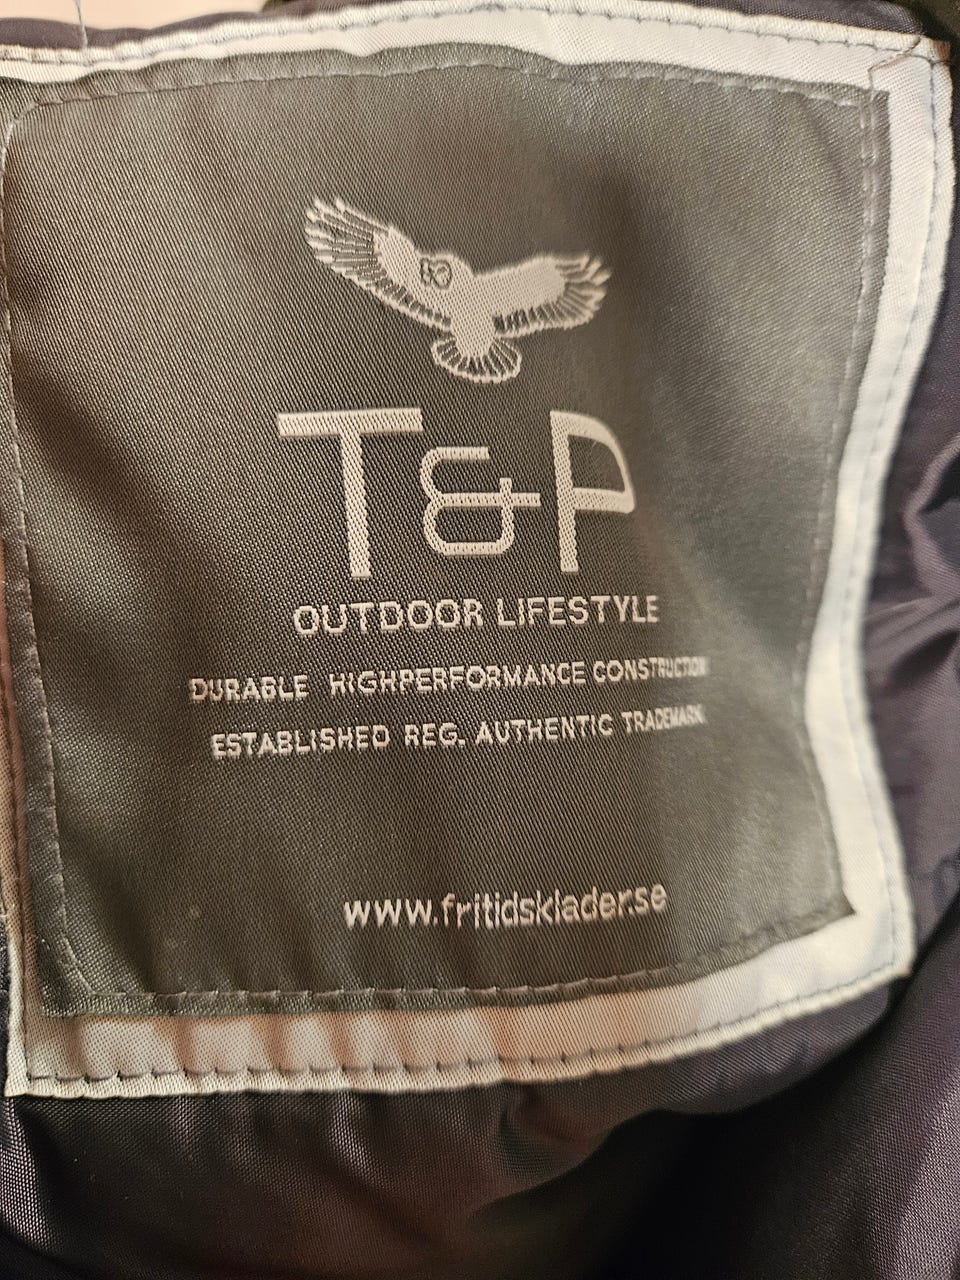 T&P
OUTDOOR LIFESTYLE
DURABLE HIGHPERFORMANCE CONSTRUCTION
ESTABLISHED REG. AUTHENTIC TRADEMARK
www.fritidsklader.se